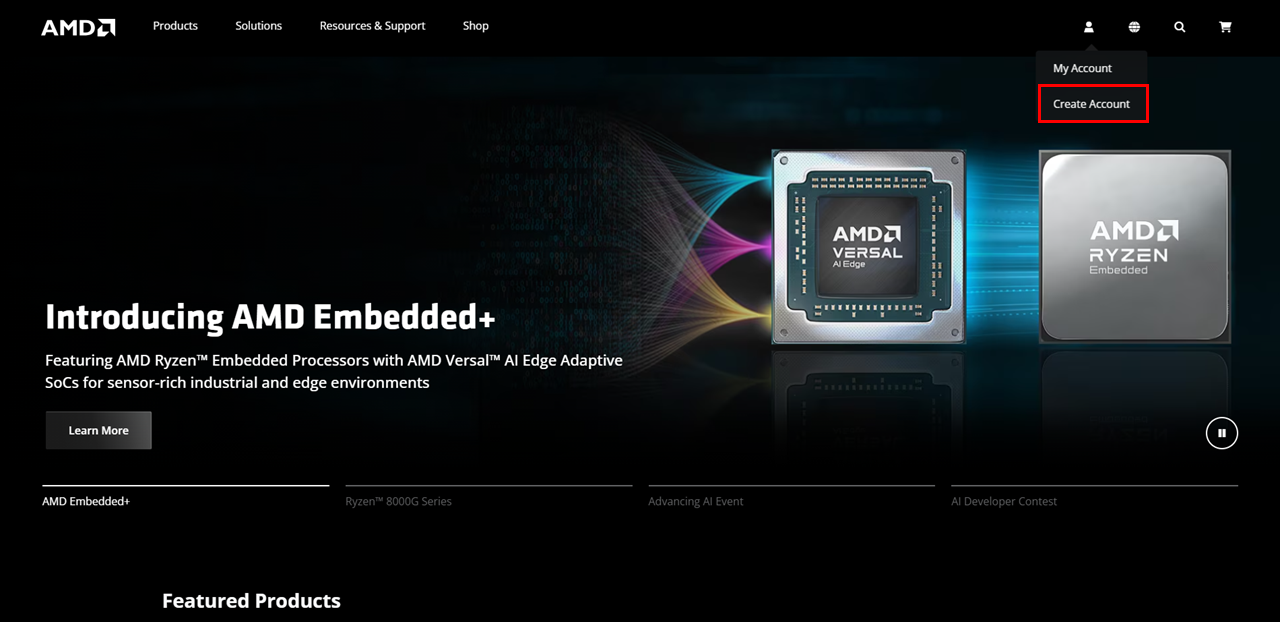 AMD
Products
Solutions
Resources & Support
Shop
My Account
Create Account
AMD
VERSAL
AI Edge
AMD
RYZEN
Embedded
Introducing AMD Embedded+
Featuring AMD Ryzen™ Embedded Processors with AMD Versal™ AI Edge Adaptive
SoCs for sensor-rich industrial and edge environments
Learn More
AMD Embedded+
Ryzen™ 8000G Series
Advancing AI Event
AI Developer Contest
Featured Products